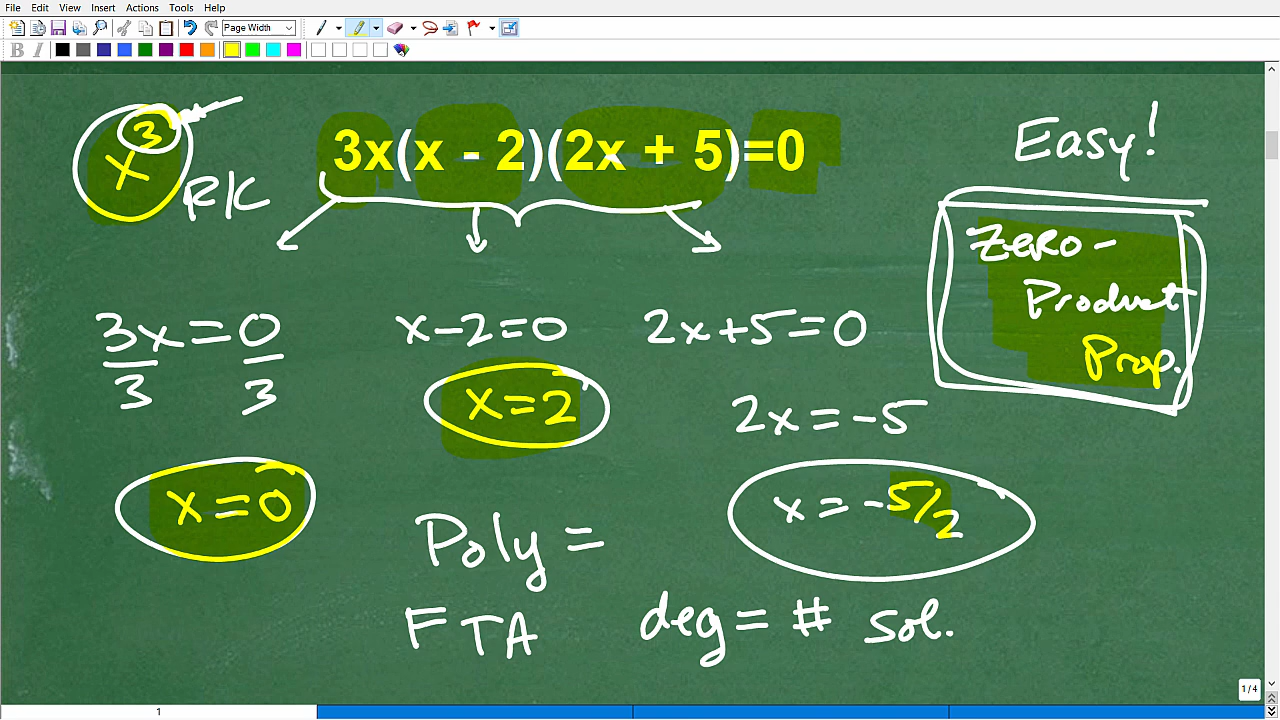 File Edit View Insert Actions Tools Help
Page Width
B I
x³
R/C
3x(x - 2)(2x + 5)=0
Easy!
Zero-
Product
Prop.
3x=0
3 3
x=0
x-2=0
x=2
2x+5=0
2x=-5
x=-5/2
Poly=
FTA deg=# sol.
1/4
1